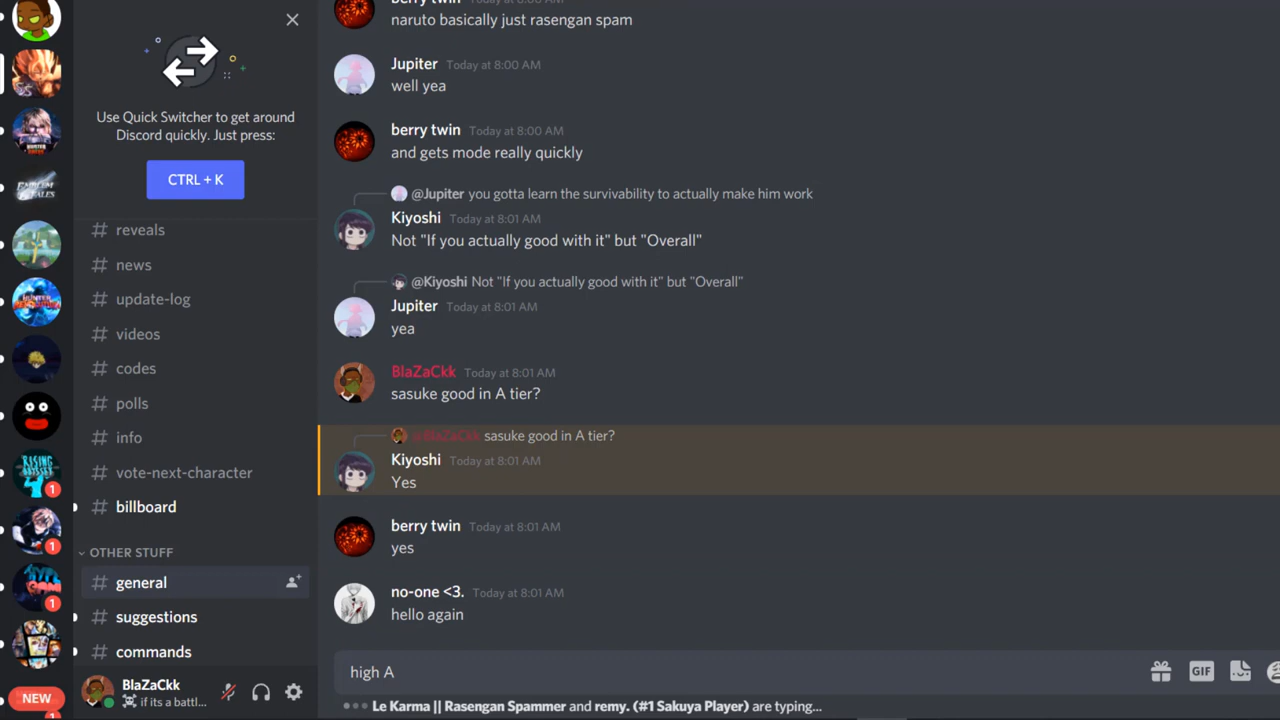 Use Quick Switcher to get around
Discord quickly. Just press:
CTRL + K
# reveals
# news
# update-log
# videos
# codes
# polls
# info
# vote-next-character
billboard
OTHER STUFF
# general
# suggestions
# commands
BlaZaCkk
if its a battl...
NEW
1
1
1
naruto basically just rasengan spam
Jupiter Today at 8:00 AM
well yea
berry twin Today at 8:00 AM
and gets mode really quickly
@Jupiter you gotta learn the survivability to actually make him work
Kiyoshi Today at 8:01 AM
Not "If you actually good with it" but "Overall"
@Kiyoshi Not "If you actually good with it" but "Overall"
Jupiter Today at 8:01 AM
yea
BlaZaCkk Today at 8:01 AM
sasuke good in A tier?
@BlaZaCkk sasuke good in A tier?
Kiyoshi Today at 8:01 AM
Yes
berry twin Today at 8:01 AM
yes
no-one <3. Today at 8:01 AM
hello again
high A
GIF
Le Karma || Rasengan Spammer and remy. (#1 Sakuya Player) are typing...